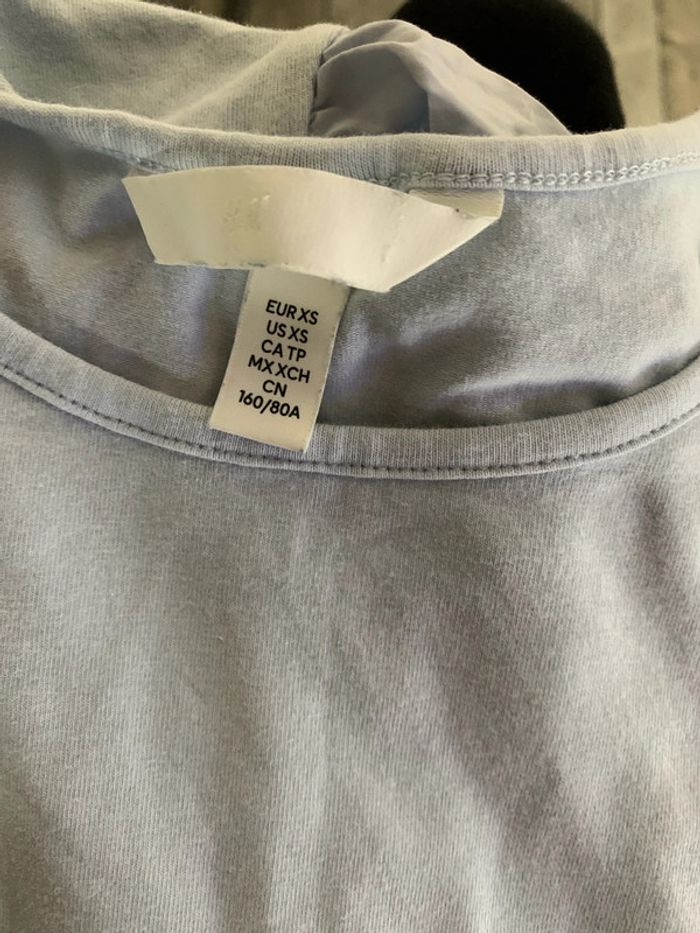 EUR XS
US XS
CA TP
MX XCH
CN
160/80A